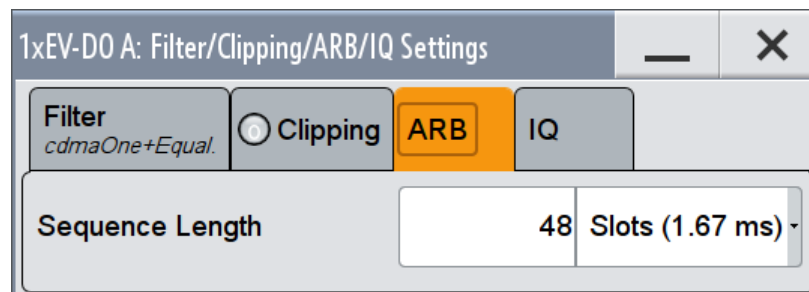 1xEV-DO A: Filter/Clipping/ARB/IQ Settings
Filter
cdmaOne+Equal.
Clipping
ARB
IQ
Sequence Length
48
Slots (1.67 ms)